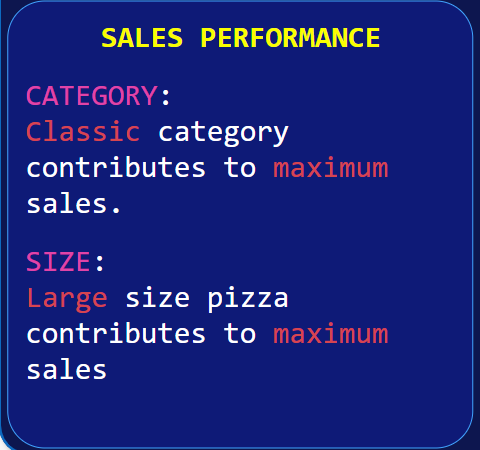 SALES PERFORMANCE
CATEGORY:
Classic category
contributes to maximum
sales.
SIZE:
Large size pizza
contributes to maximum
sales